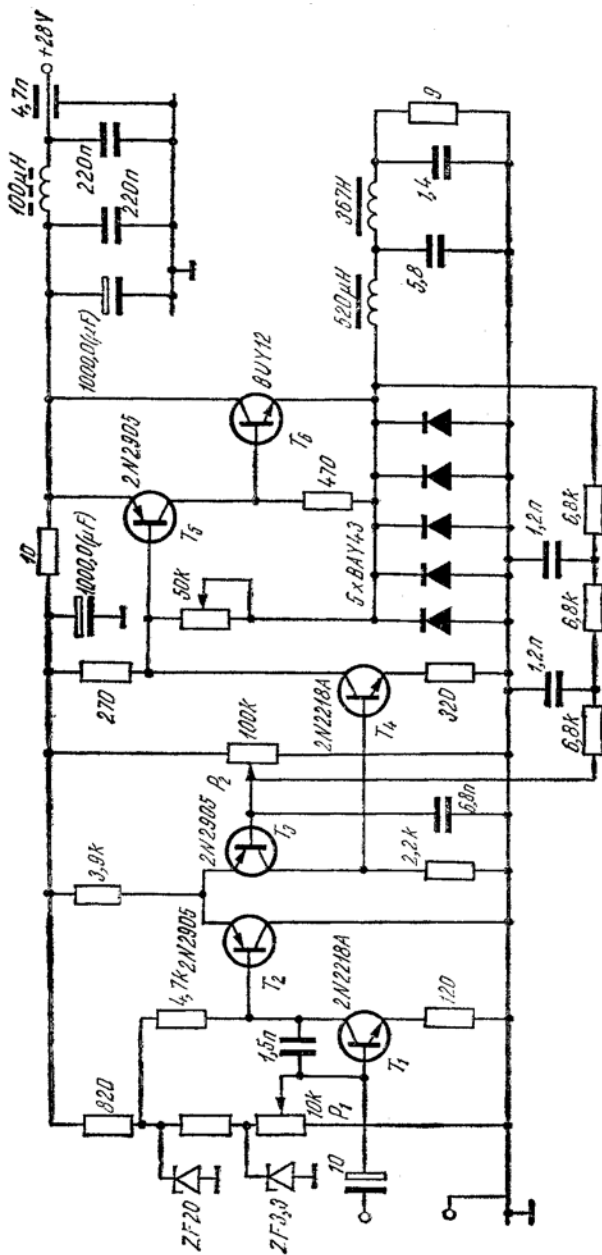 +28V
4,7n
100µH
220n
220n
1000,0(µF)
10
1000,0(µF)
2N2905
T5
BUY12
T6
470
50k
5xBAY43
520µH
367H
5,8
1,4
9
270
100k
P2
2N2905
T3
3,9k
2N2218A
T4
320
2,2k
6,8n
1,2n
1,2n
6,8k
6,8k
6,8k
4,7k
2N2905
T2
2N2218A
T1
120
1,5n
820
10k
P1
10
ZF20
ZF3,3